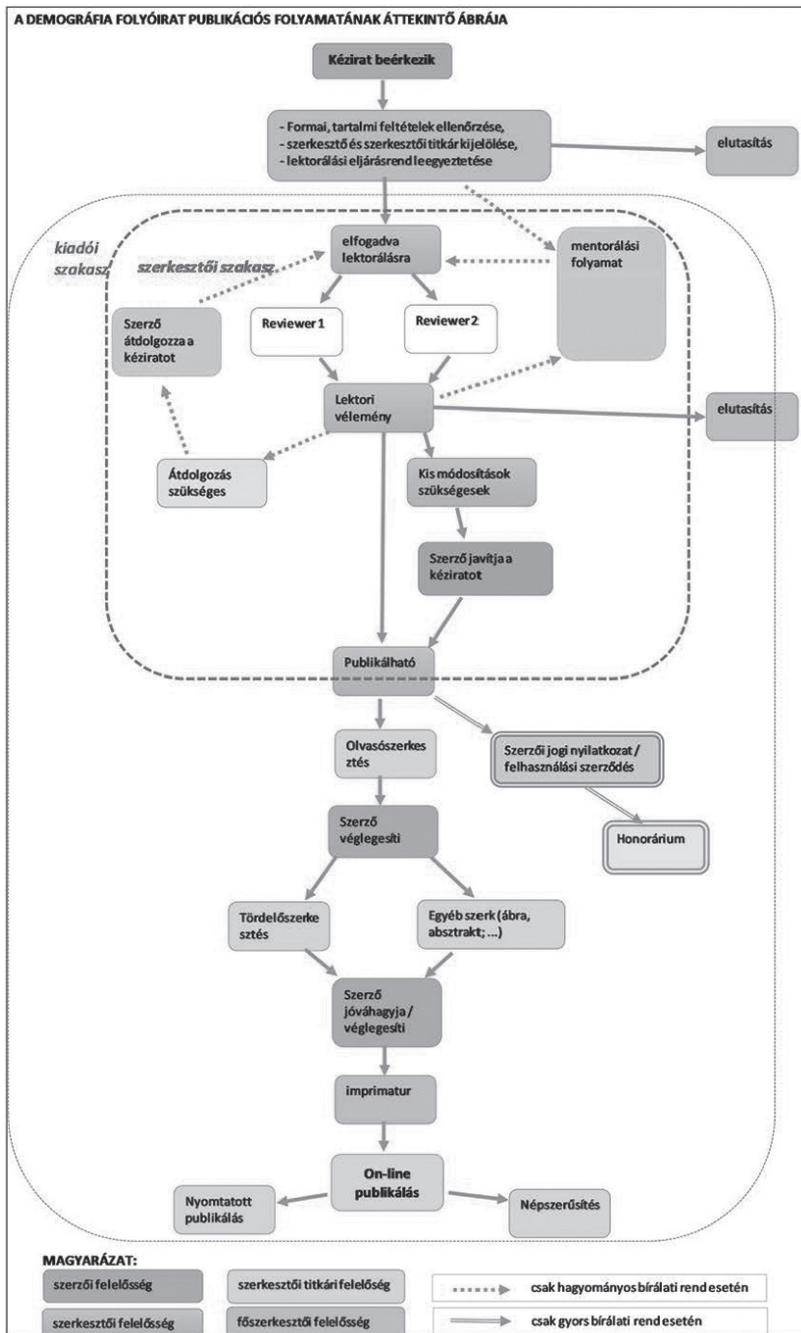 A DEMOGRÁFIA FOLYÓIRAT PUBLIKÁCIÓS FOLYAMATÁNAK ÁTTEKINTŐ ÁBRÁJA
Kézirat beérkezik
- Formai, tartalmi feltételek ellenőrzése,
- szerkesztő és szerkesztői titkár kijelölése,
- lektorálási eljárásrend leegyeztetése
elutasítás
kiadói
szakasz
szerkesztői szakasz
elfogadva
lektorálásra
mentorálási
folyamat
Szerző
átdolgozza a
kéziratot
Reviewer 1
Reviewer 2
Lektori
vélemény
elutasítás
Átdolgozás
szükséges
Kis módosítások
szükségesek
Szerző javítja a
kéziratot
Publikálható
Olvasószerkes
ztés
Szerzői jogi nyilatkozat /
felhasználási szerződés
Szerző
véglegesíti
Honorárium
Tördelőszerke
sztés
Egyéb szerk (ábra,
absztrakt; ...)
Szerző
jóváhagyja /
véglegesíti
imprimatur
On-line
publikálás
Nyomtatott
publikálás
Népszerűsítés
MAGYARÁZAT:
szerzői felelősség
szerkesztői titkári felelőség
csak hagyományos bírálati rend esetén
szerkesztői felelősség
főszerkesztői felelősség
csak gyors bírálati rend esetén